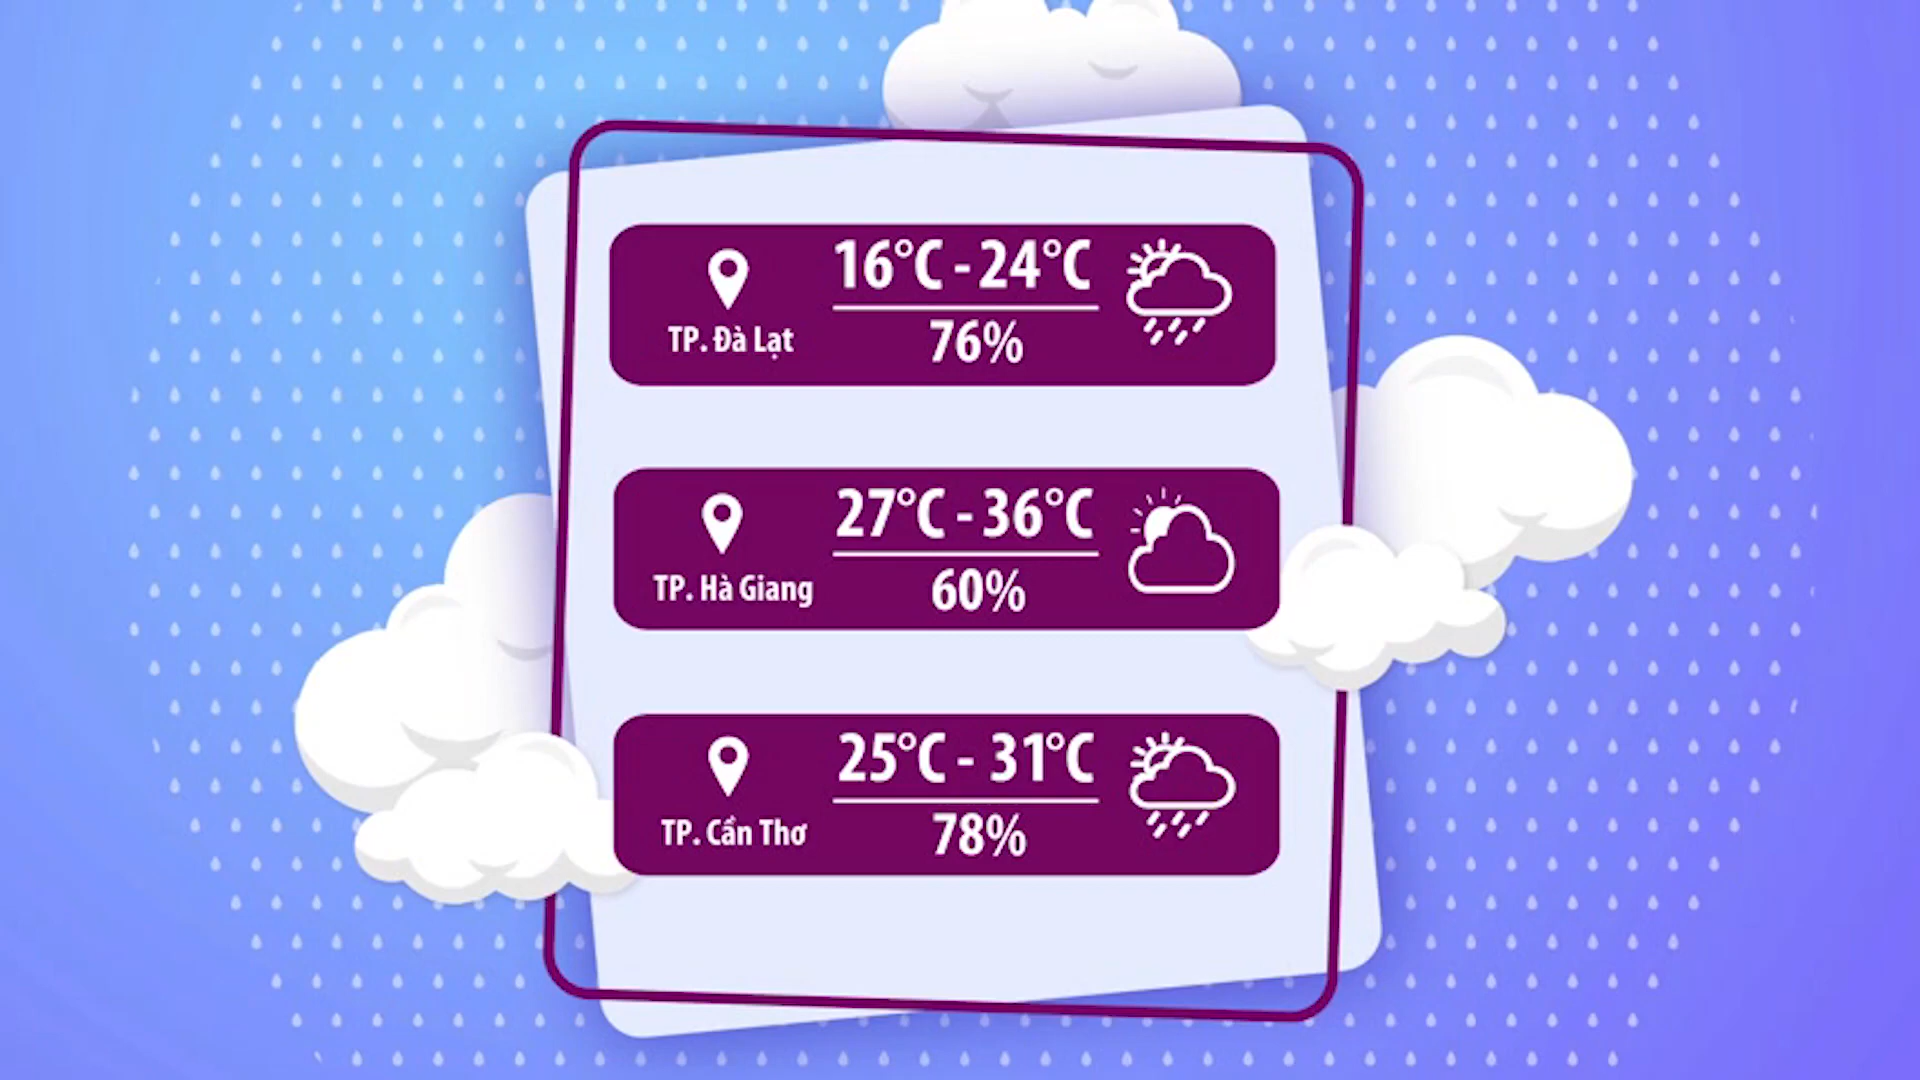 16°C - 24°C
TP. Đà Lạt
76%
27°C - 36°C
TP. Hà Giang
60%
25°C - 31°C
TP. Cần Thơ
78%